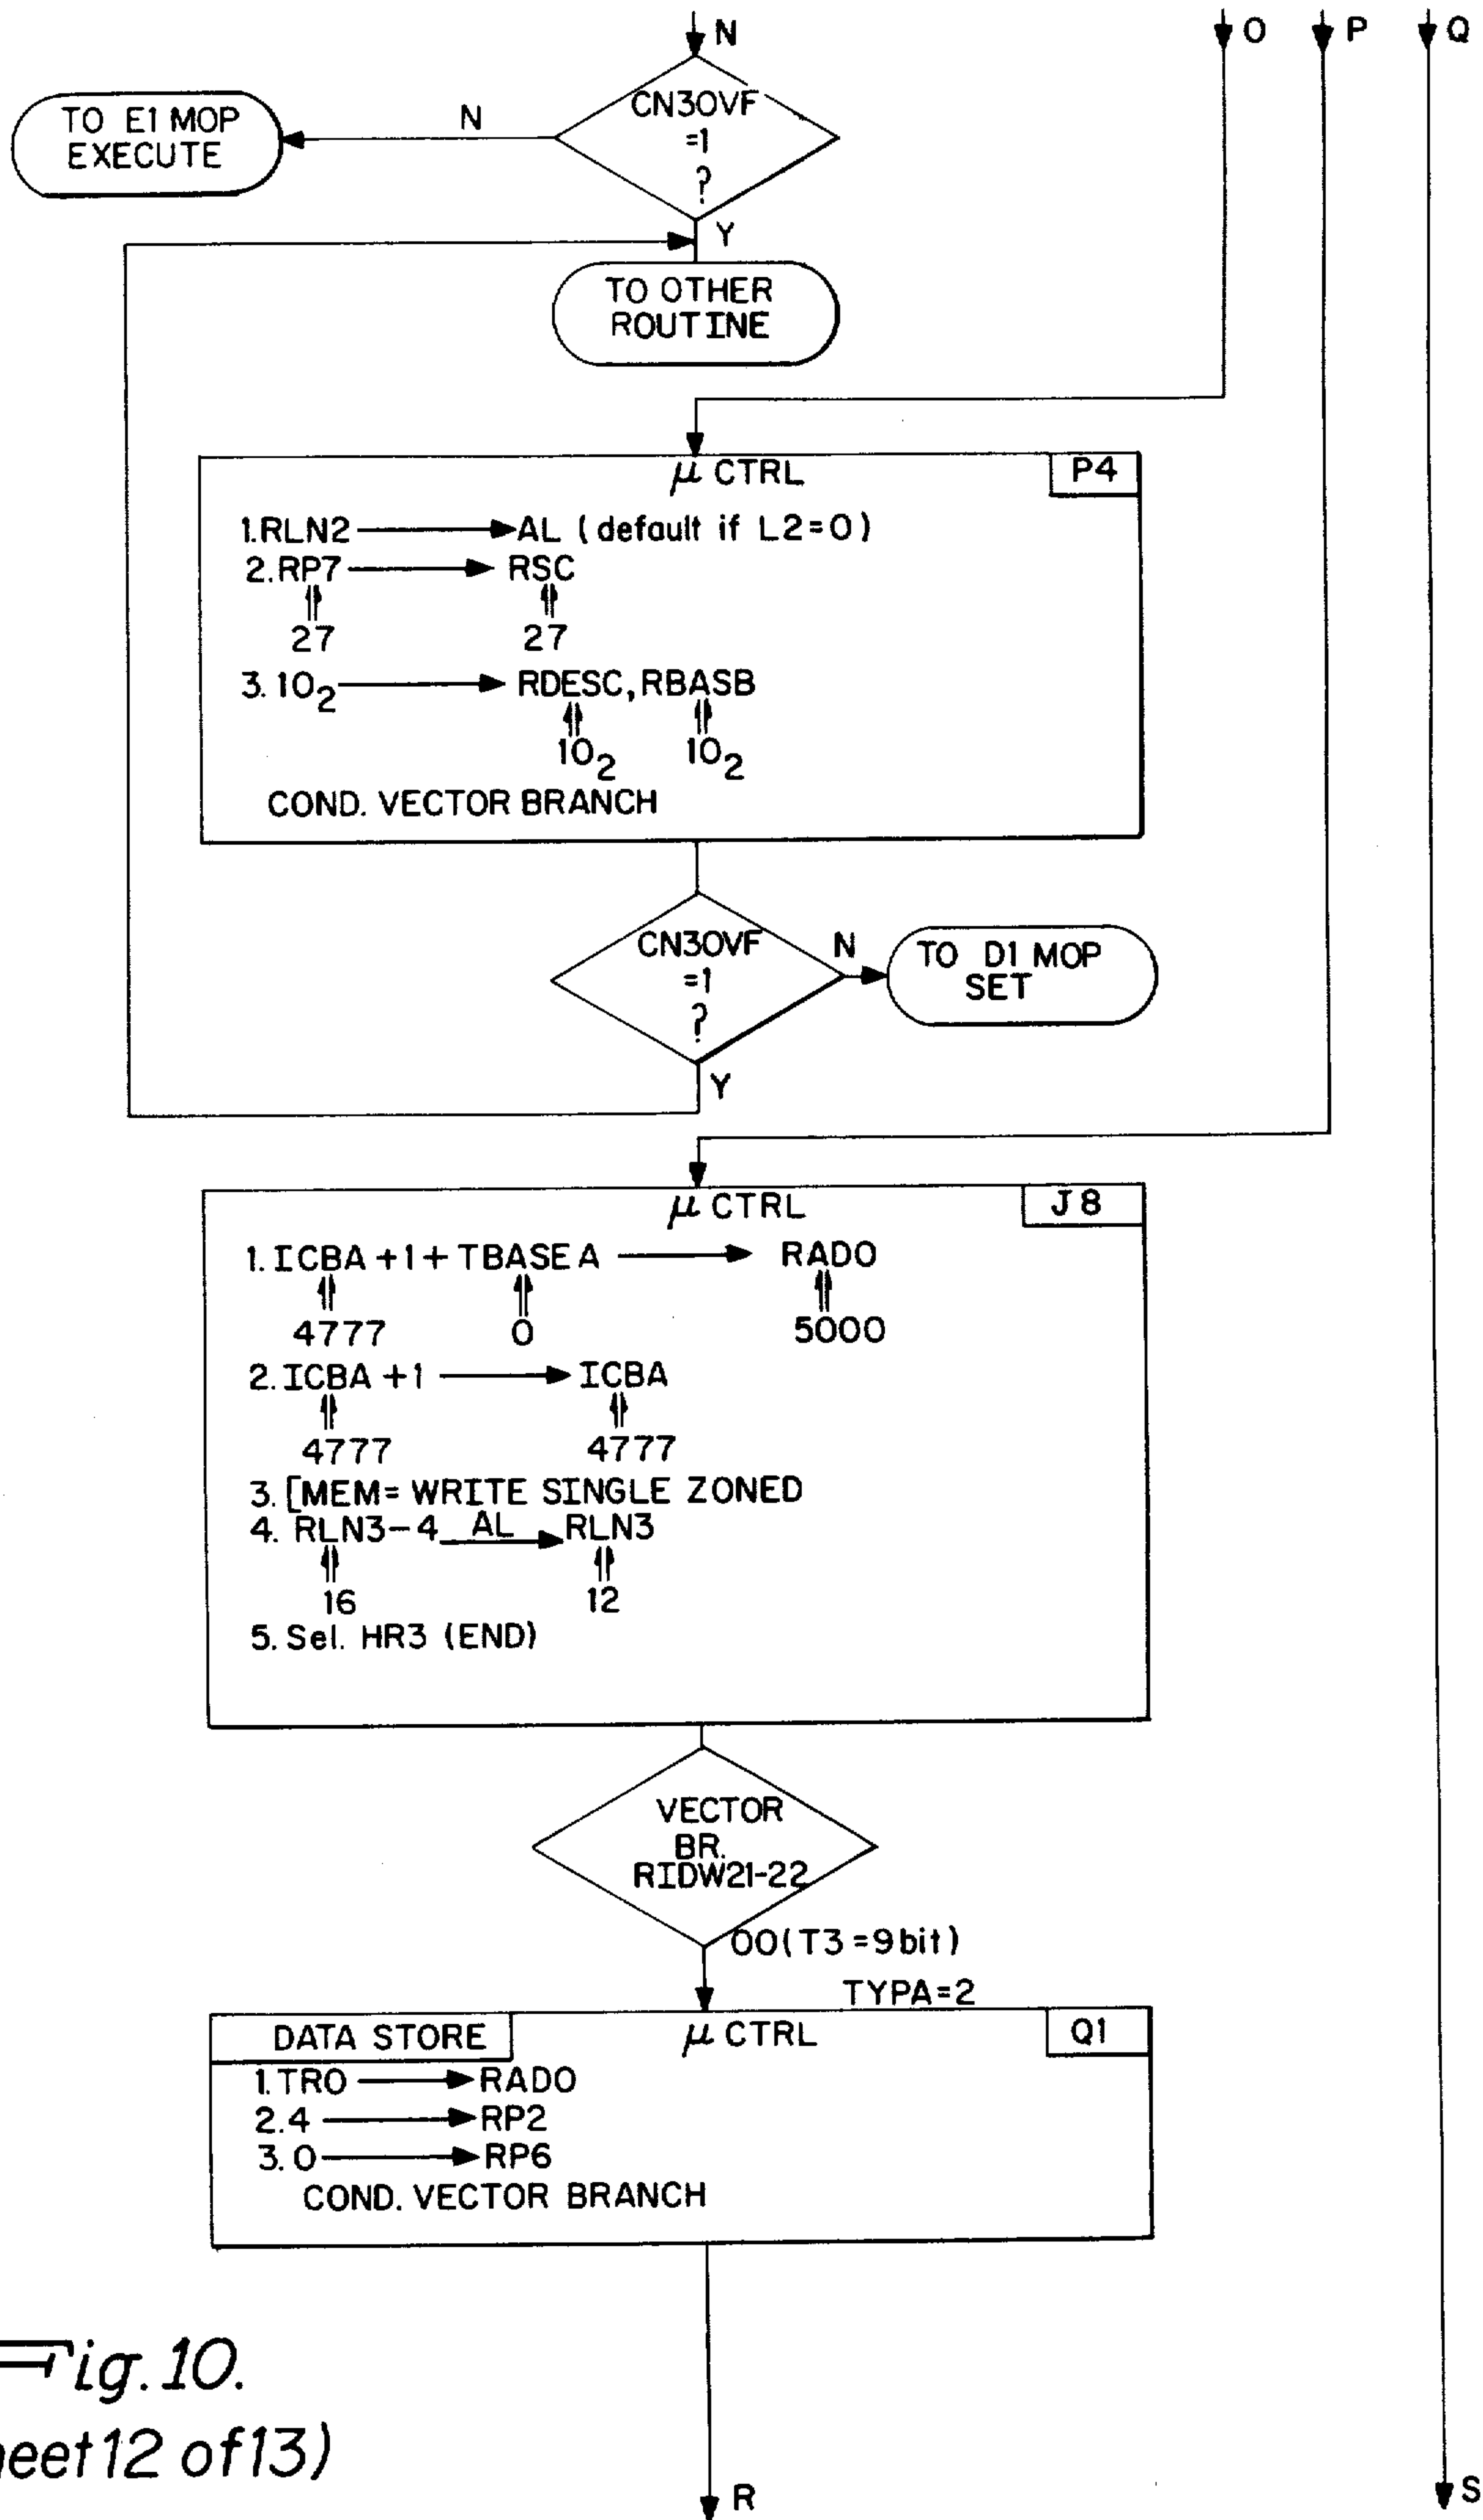 N
O P Q
CN3OVF
=1
?
N
TO E1 MOP
EXECUTE
Y
TO OTHER
ROUTINE
μ CTRL
P4
1. RLN2 → AL (default if L2=0)
2. RP7 → RSC
27 27
3. 10₂ → RDESC, RBASB
10₂ 10₂
COND. VECTOR BRANCH
CN3OVF
=1
?
N
TO D1 MOP
SET
Y
μ CTRL
J8
1. ICBA +1+ TBASEA → RADO
4777 0 5000
2. ICBA +1 → ICBA
4777 4777
3. [MEM= WRITE SINGLE ZONED
4. RLN3-4 AL → RLN3
16 12
5. Sel. HR3 (END)
VECTOR
BR.
RIDW21-22
00(T3=9bit)
TYPA=2
DATA STORE
μ CTRL
Q1
1. TRO → RADO
2. 4 → RP2
3. 0 → RP6
COND. VECTOR BRANCH
Fig. 10.
heet 12 of 13)
R
S